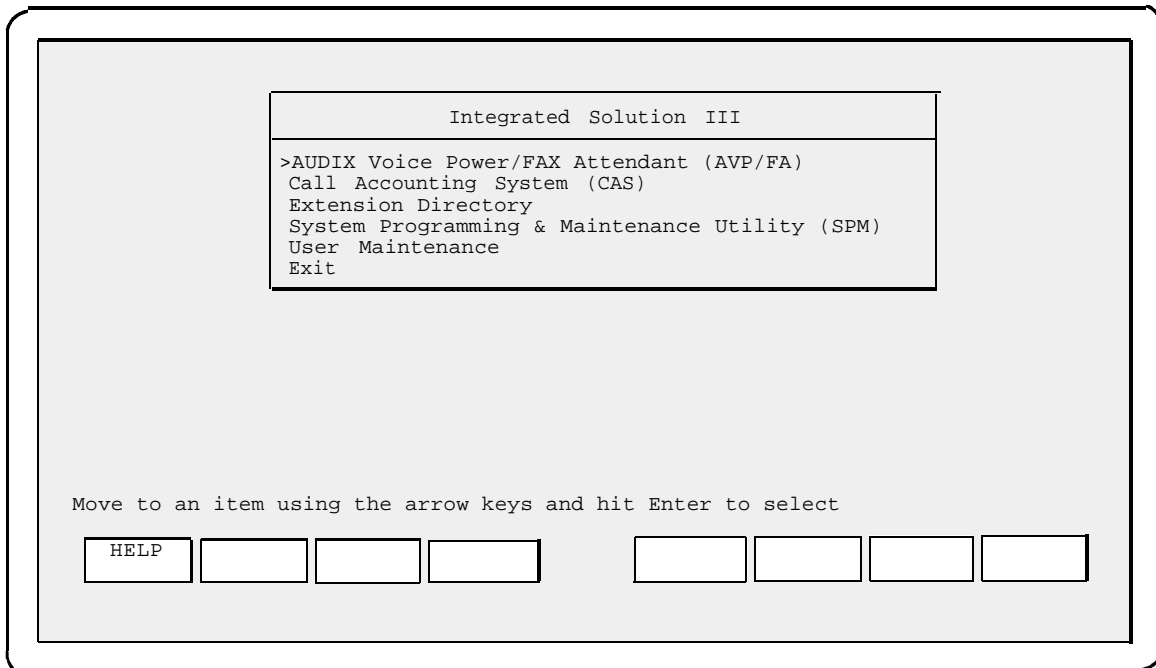 Integrated Solution III
>AUDIX Voice Power/FAX Attendant (AVP/FA)
Call Accounting System (CAS)
Extension Directory
System Programming & Maintenance Utility (SPM)
User Maintenance
Exit
Move to an item using the arrow keys and hit Enter to select
HELP